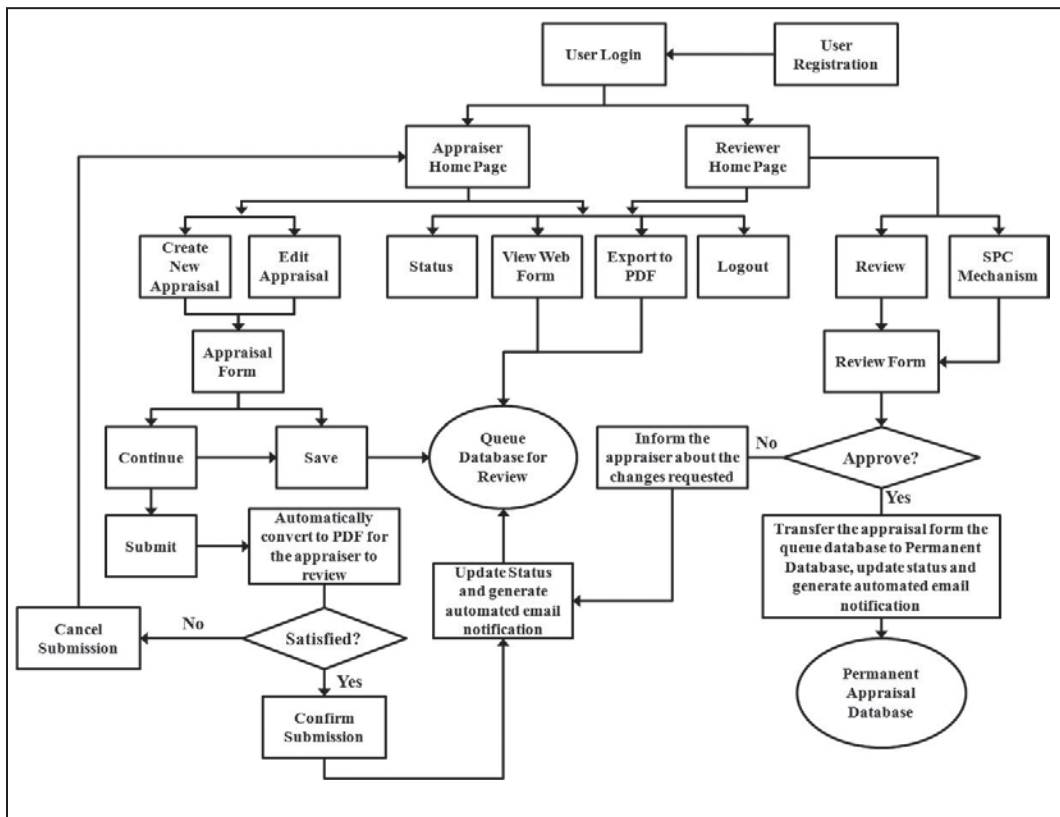 User Login
User
Registration
Appraiser
Home Page
Reviewer
Home Page
Create
New
Appraisal
Edit
Appraisal
Status
View Web
Form
Export to
PDF
Logout
Review
SPC
Mechanism
Appraisal
Form
Review Form
Continue
Save
Queue
Database for
Review
Inform the
appraiser about the
changes requested
No
Approve?
Yes
Submit
Automatically
convert to PDF for
the appraiser to
review
Update Status
and generate
automated email
notification
Transfer the appraisal form the
queue database to Permanent
Database, update status and
generate automated email
notification
Cancel
Submission
No
Satisfied?
Yes
Confirm
Submission
Permanent
Appraisal
Database